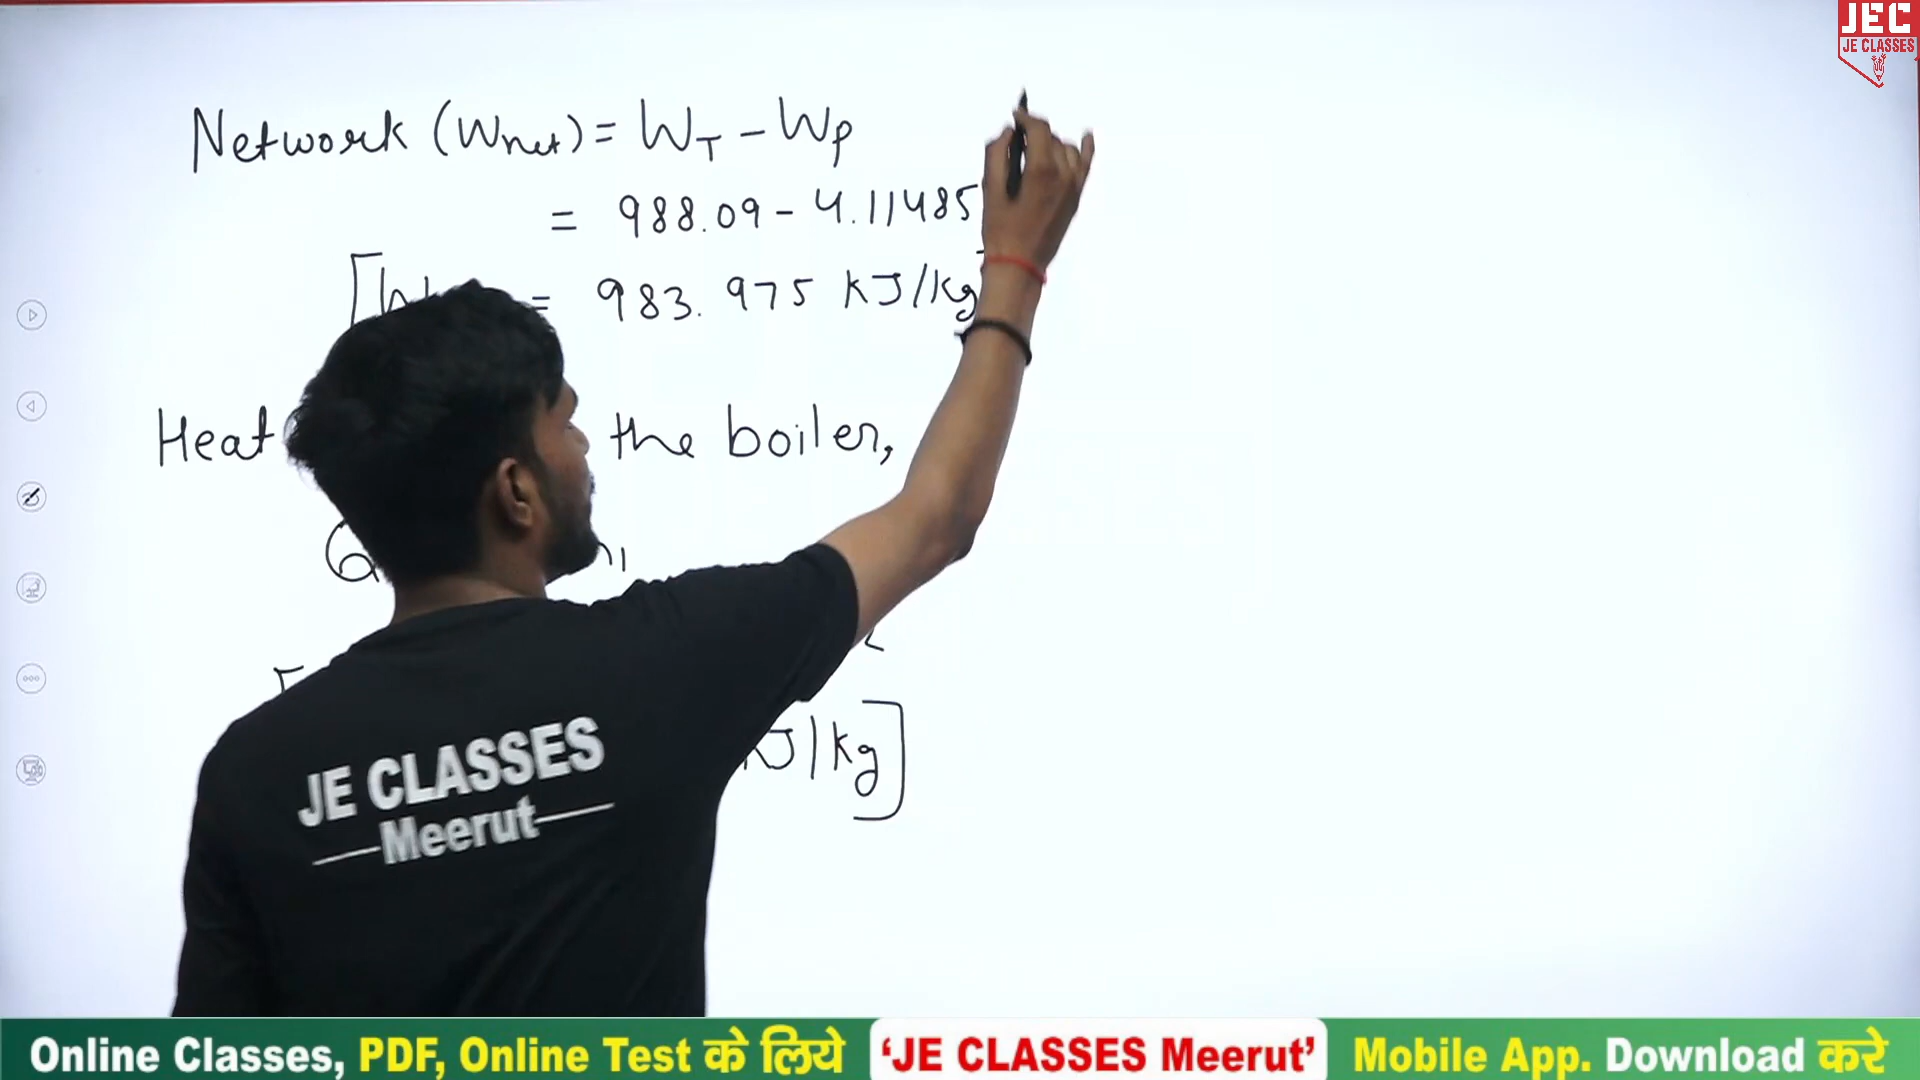 JEC
JE CLASSES
Network (Wnet) = WT - WP
= 988.09 - 4.11485
= 983.975 KJ/kg
Heat the boiler,
KJ/kg]
JE CLASSES
Meerut
Online Classes, PDF, Online Test के लिये 'JE CLASSES Meerut' Mobile App. Download करे